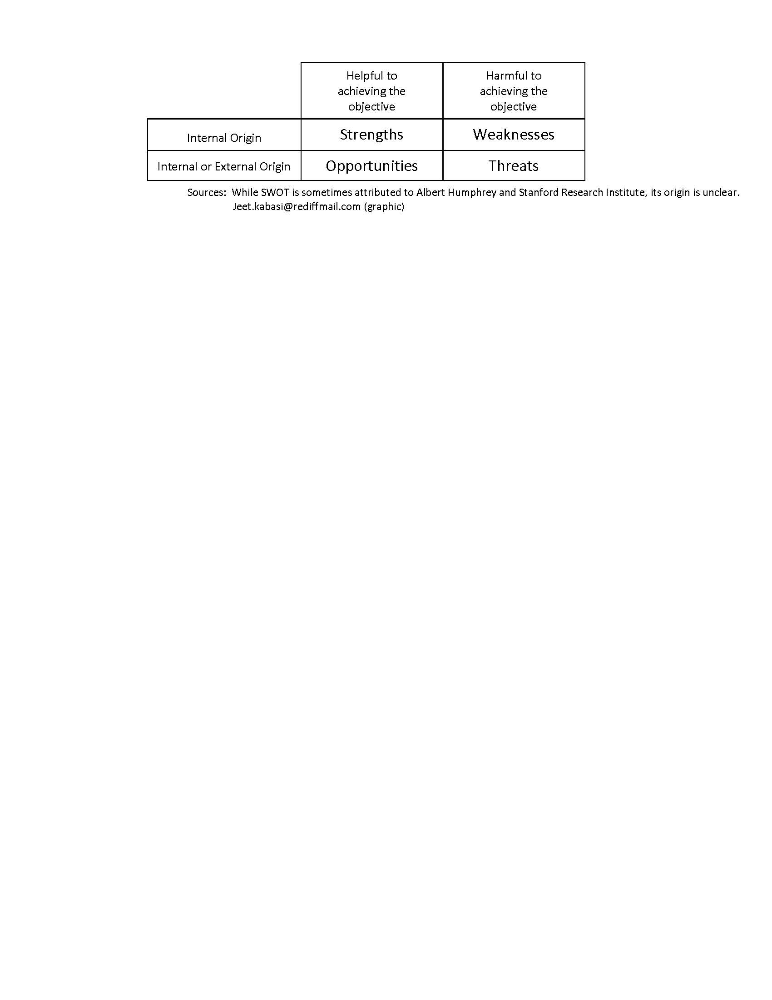 Helpful to
achieving the
objective
Harmful to
achieving the
objective
Internal Origin
Strengths
Weaknesses
Internal or External Origin
Opportunities
Threats
Sources:  While SWOT is sometimes attributed to Albert Humphrey and Stanford Research Institute, its origin is unclear.
Jeet.kabasi@rediffmail.com (graphic)